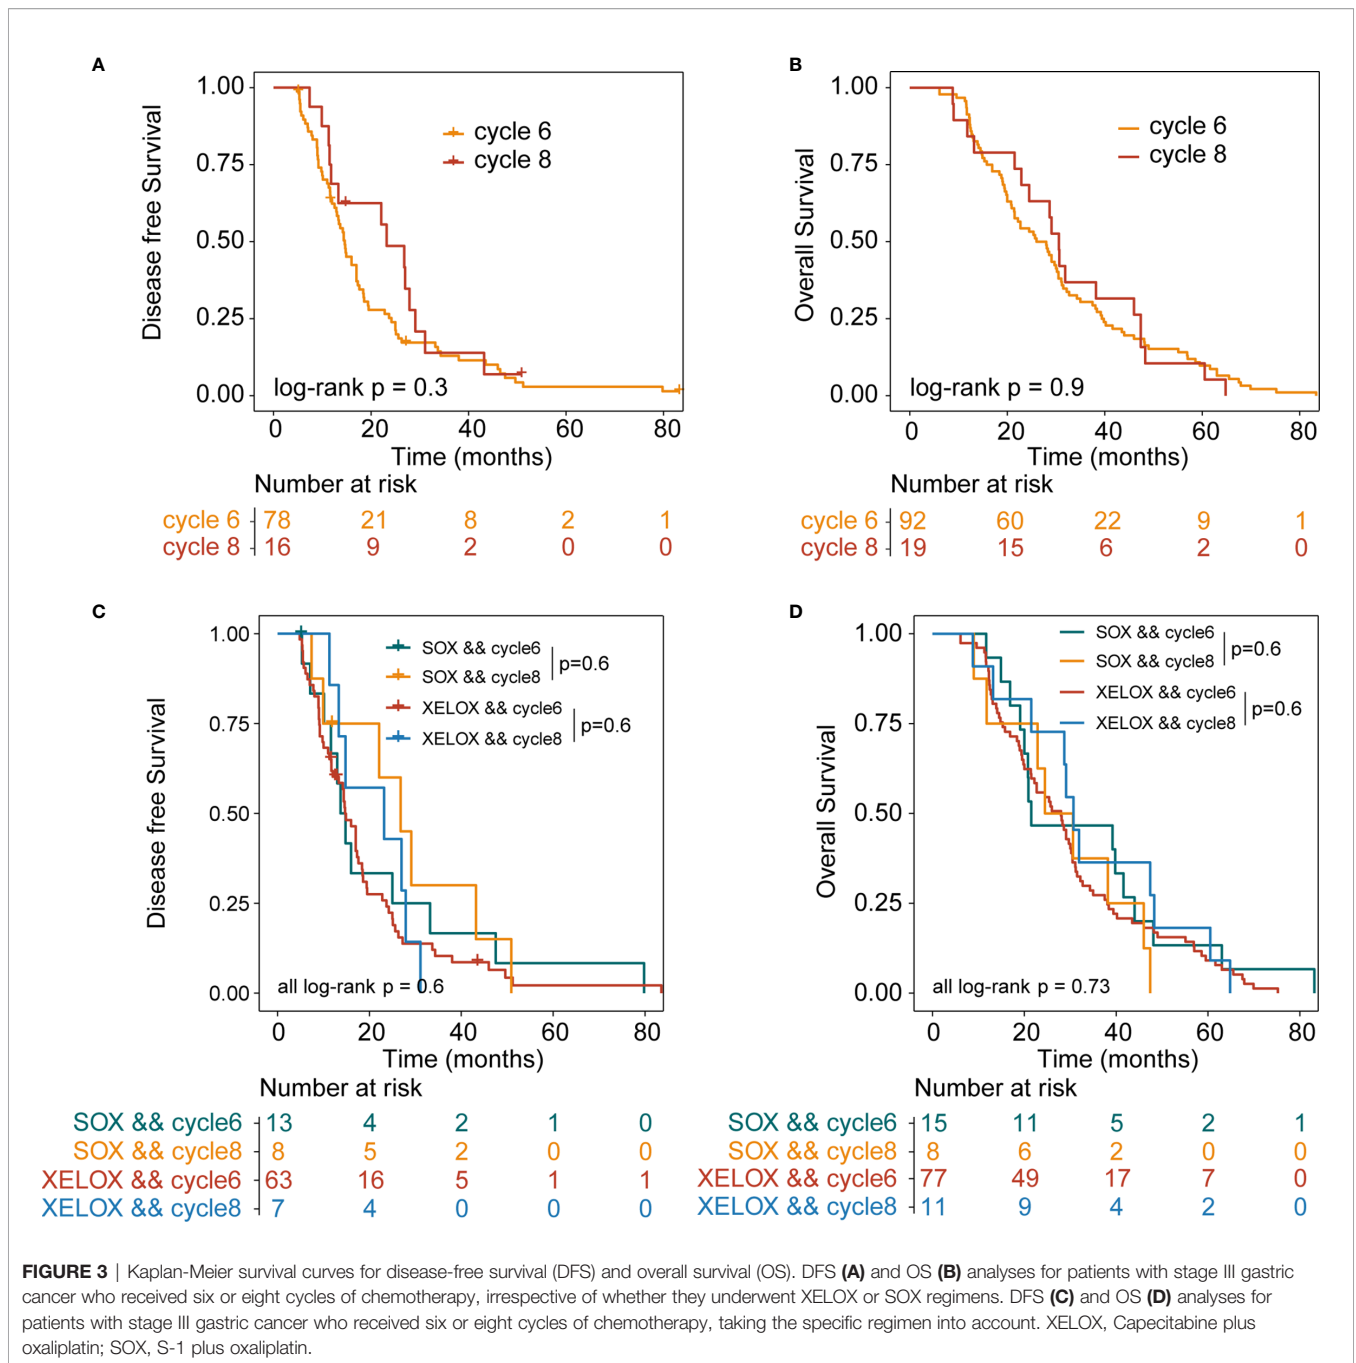 A
1.00
0.75
0.50
0.25
0.00
Disease free Survival
cycle 6
cycle 8
log-rank p = 0.3
0 20 40 60 80
Time (months)
Number at risk
cycle 6 78 21 8 2 1
cycle 8 16 9 2 0 0
B
1.00
0.75
0.50
0.25
0.00
Overall Survival
cycle 6
cycle 8
log-rank p = 0.9
0 20 40 60 80
Time (months)
Number at risk
cycle 6 92 60 22 9 1
cycle 8 19 15 6 2 0
C
1.00
0.75
0.50
0.25
0.00
Disease free Survival
SOX && cycle6
SOX && cycle8
p=0.6
XELOX && cycle6
XELOX && cycle8
p=0.6
all log-rank p = 0.6
0 20 40 60 80
Time (months)
Number at risk
SOX && cycle6 13 4 2 1 0
SOX && cycle8 8 5 2 0 0
XELOX && cycle6 63 16 5 1 1
XELOX && cycle8 7 4 0 0 0
D
1.00
0.75
0.50
0.25
0.00
Overall Survival
SOX && cycle6
SOX && cycle8
p=0.6
XELOX && cycle6
XELOX && cycle8
p=0.6
all log-rank p = 0.73
0 20 40 60 80
Time (months)
Number at risk
SOX && cycle6 15 11 5 2 1
SOX && cycle8 8 6 2 0 0
XELOX && cycle6 77 49 17 7 0
XELOX && cycle8 11 9 4 2 0
FIGURE 3 | Kaplan-Meier survival curves for disease-free survival (DFS) and overall survival (OS). DFS (A) and OS (B) analyses for patients with stage III gastric
cancer who received six or eight cycles of chemotherapy, irrespective of whether they underwent XELOX or SOX regimens. DFS (C) and OS (D) analyses for
patients with stage III gastric cancer who received six or eight cycles of chemotherapy, taking the specific regimen into account. XELOX, Capecitabine plus
oxaliplatin; SOX, S-1 plus oxaliplatin.